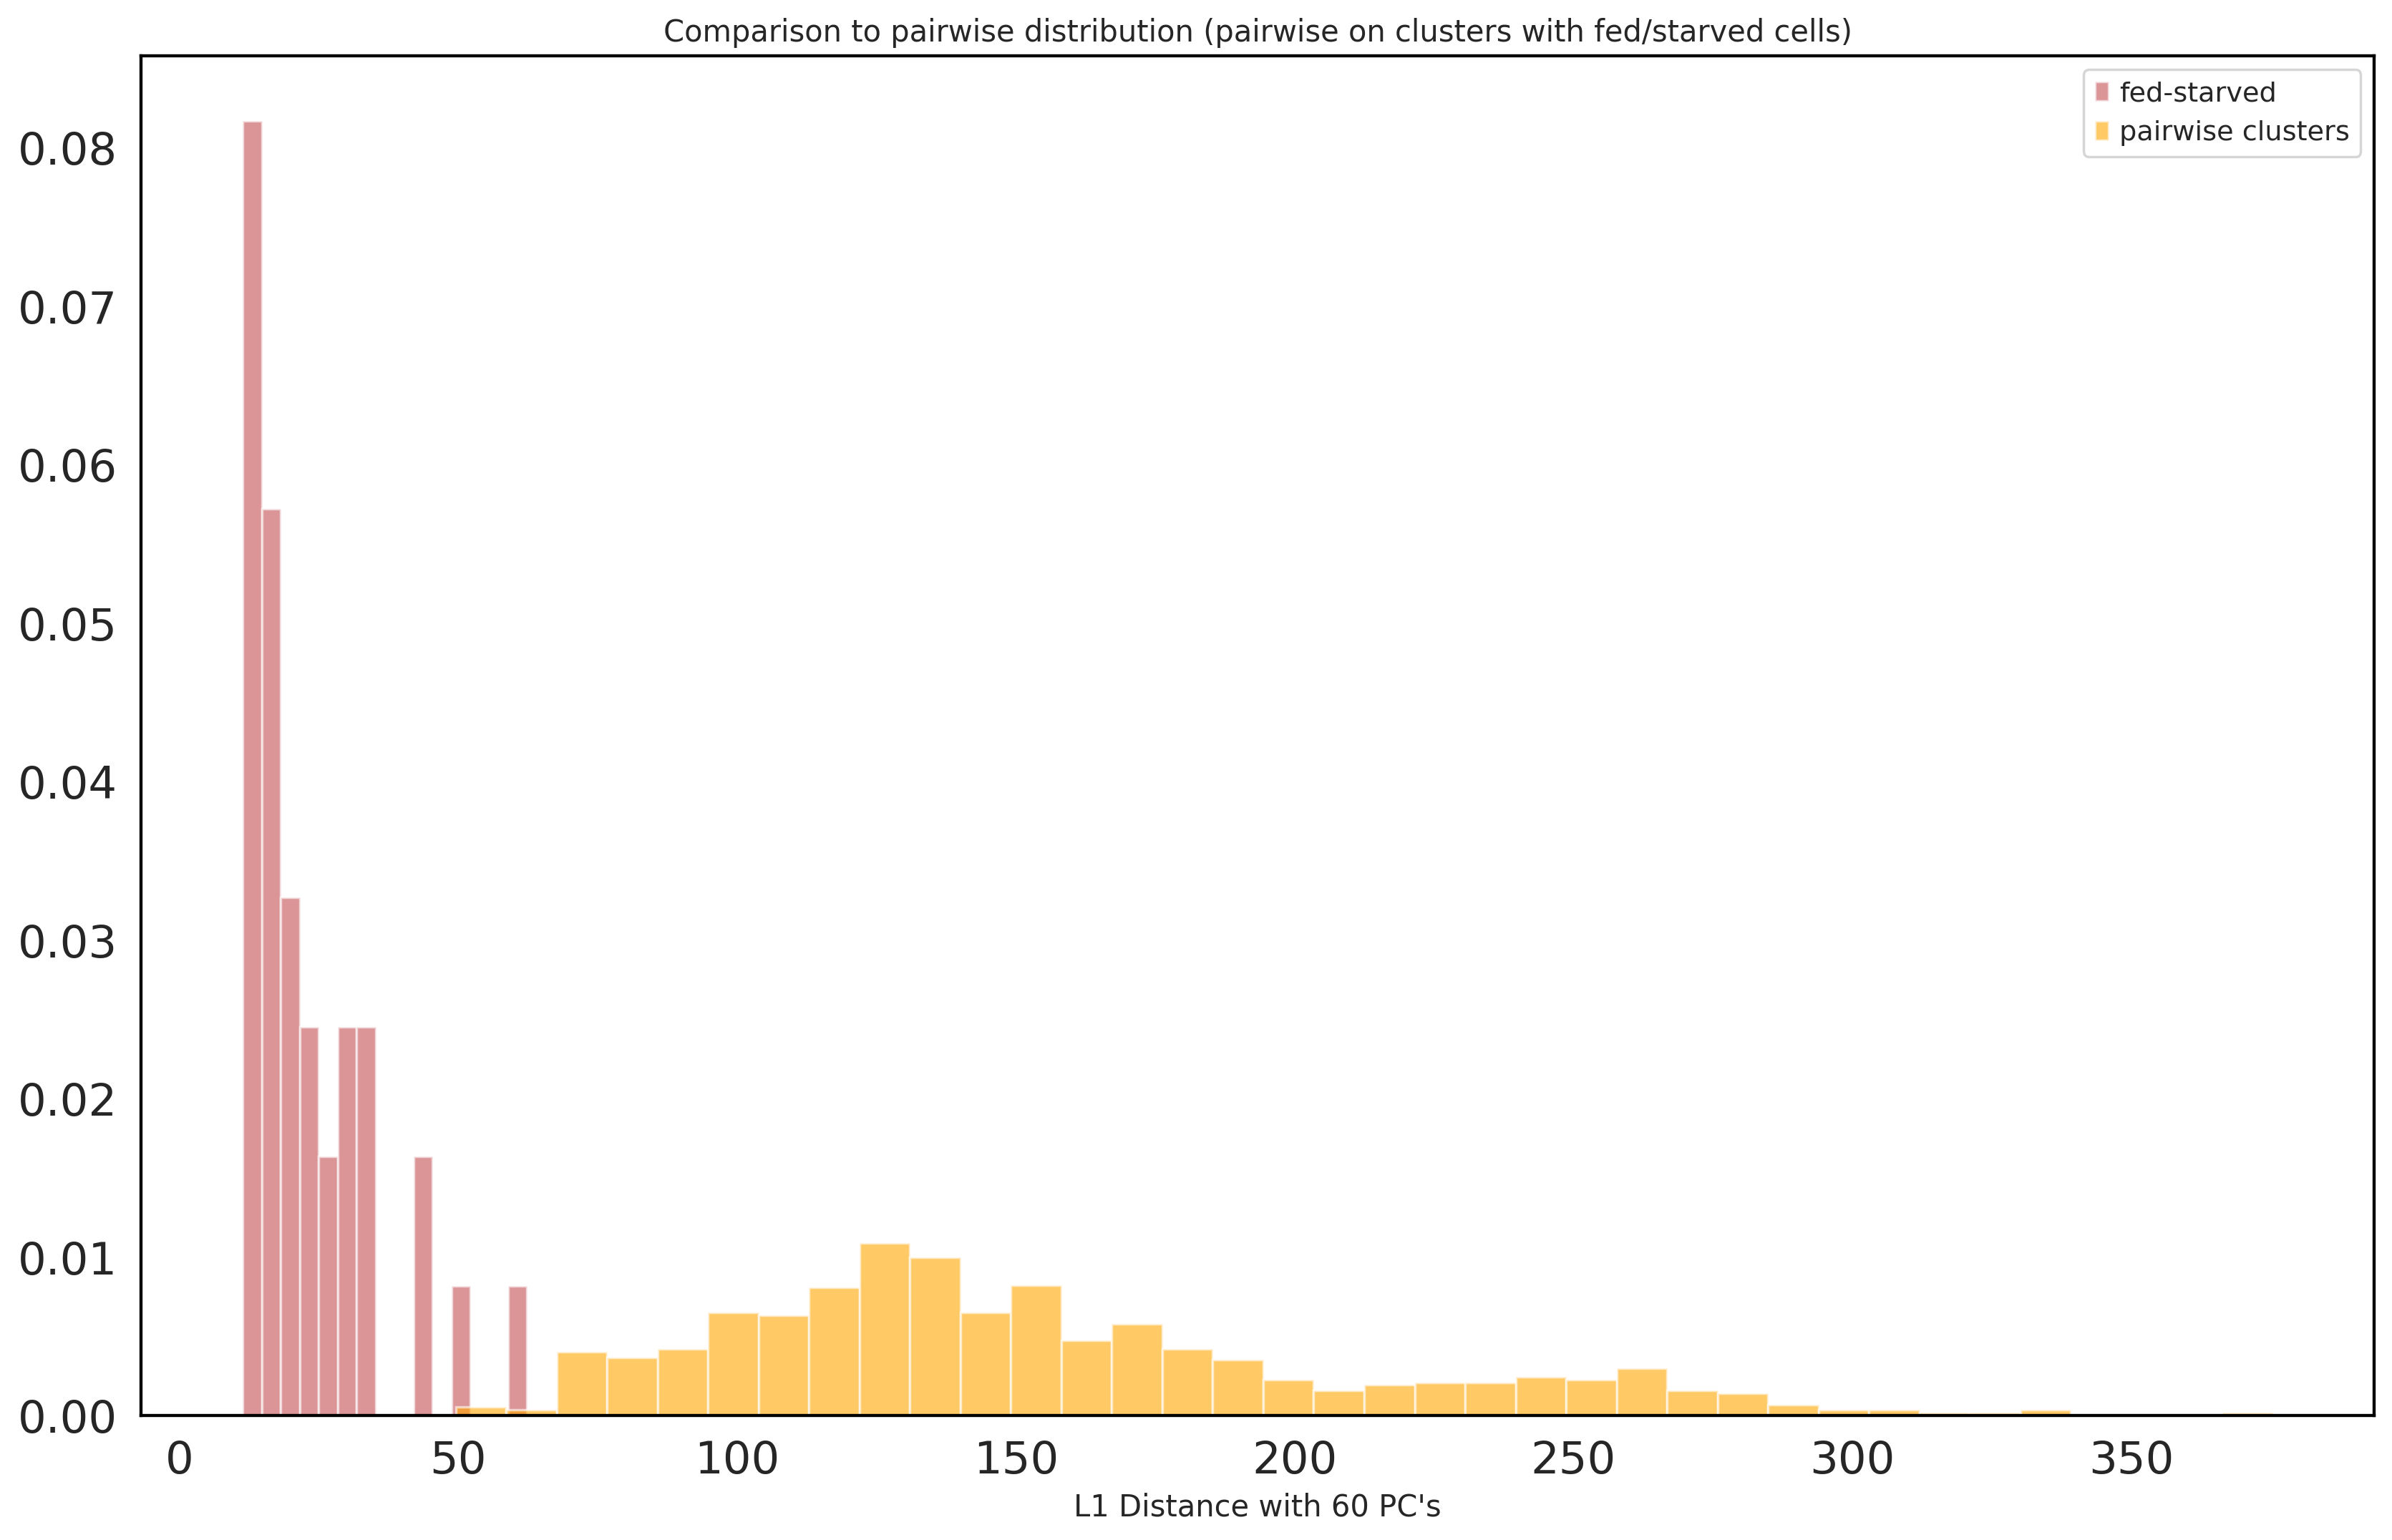 Comparison to pairwise distribution (pairwise on clusters with fed/starved cells)
fed-starved
pairwise clusters
0.08
0.07
0.06
0.05
0.04
0.03
0.02
0.01
0.00
0 50 100 150 200 250 300 350
L1 Distance with 60 PC's